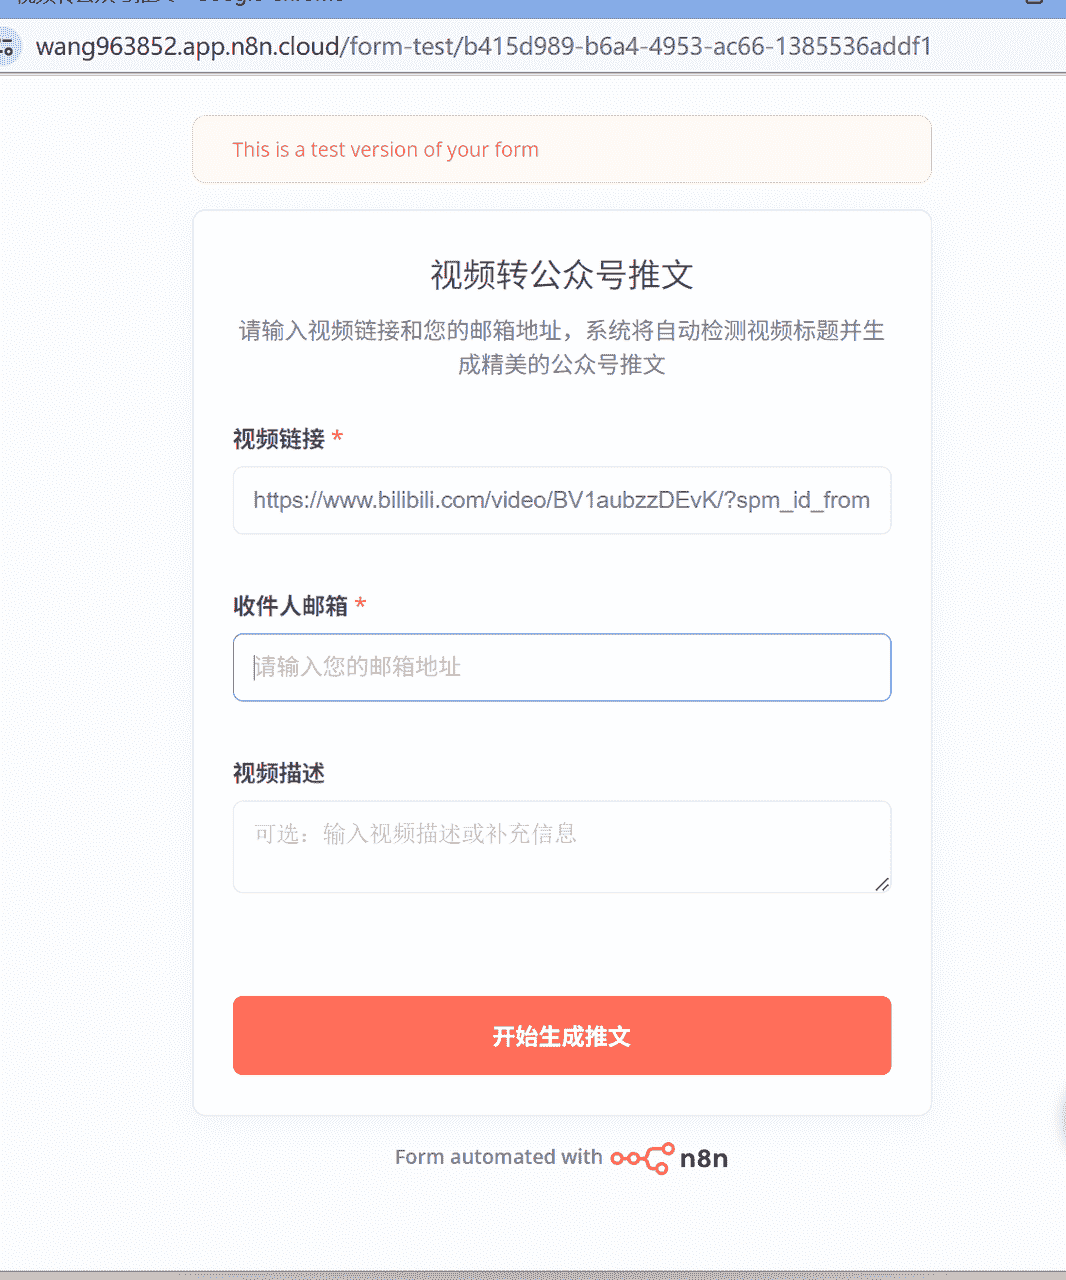 wang963852.app.n8n.cloud/form-test/b415d989-b6a4-4953-ac66-1385536addf1
This is a test version of your form
视频转公众号推文
请输入视频链接和您的邮箱地址，系统将自动检测视频标题并生
成精美的公众号推文
视频链接 *
https://www.bilibili.com/video/BV1aubzzDEvK/?spm_id_from
收件人邮箱 *
请输入您的邮箱地址
视频描述
可选：输入视频描述或补充信息
开始生成推文
Form automated with n8n